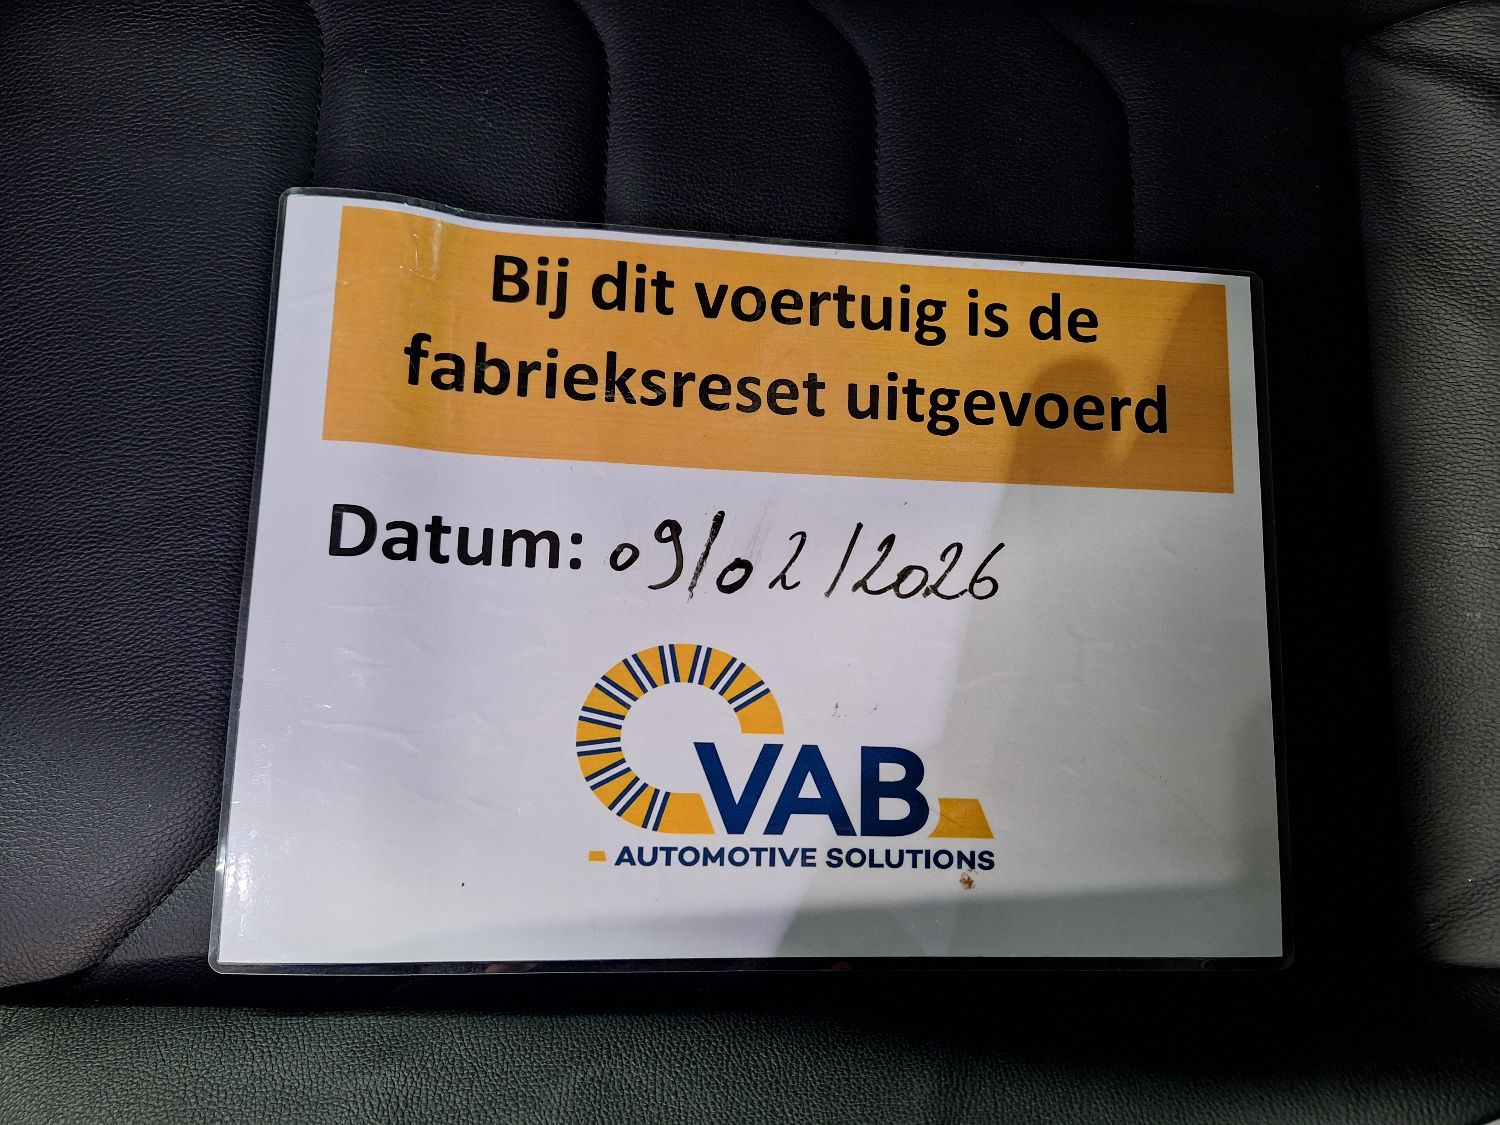 Bij dit voertuig is de
fabrieksreset uitgevoerd
Datum: 09/02/2026
VAB
AUTOMOTIVE SOLUTIONS